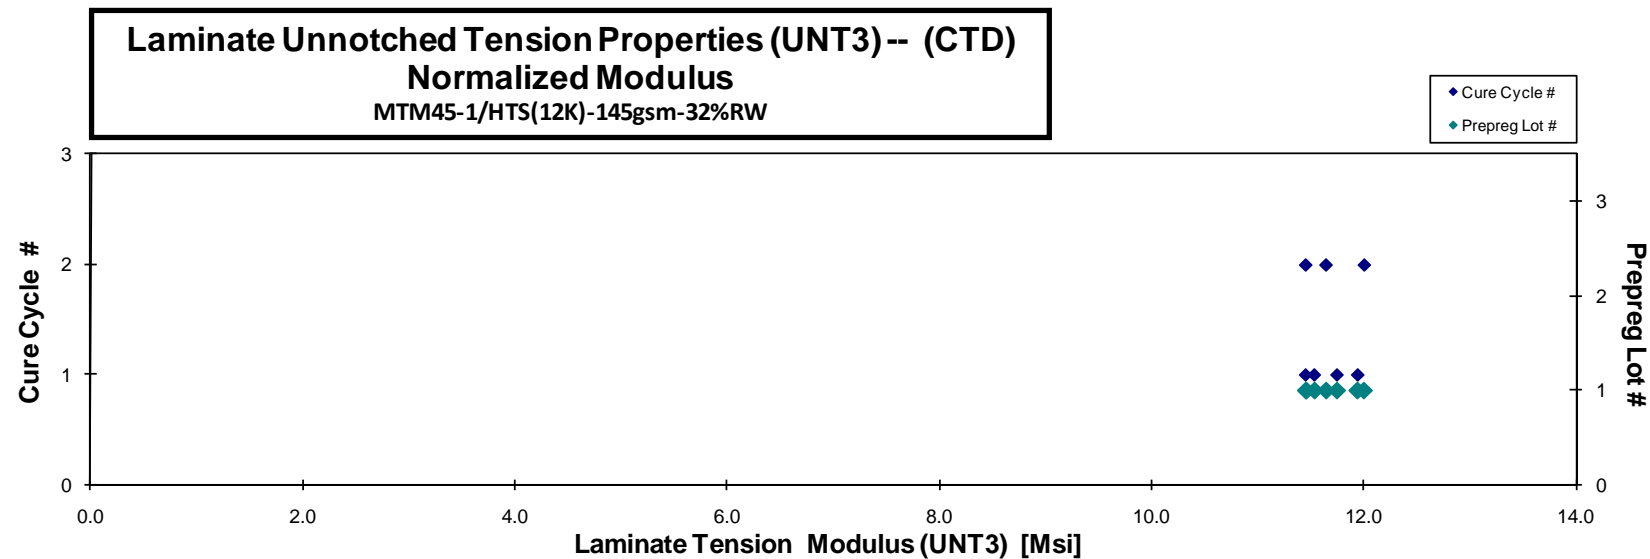 Laminate Unnotched Tension Properties (UNT3) -- (CTD)
Normalized Modulus
MTM45-1/HTS(12K)-145gsm-32%RW
Cure Cycle #
Prepreg Lot #
3
2
1
0
Cure Cycle #
3
2
1
0
Prepreg Lot #
0.0 2.0 4.0 6.0 8.0 10.0 12.0 14.0
Laminate Tension Modulus (UNT3) [Msi]